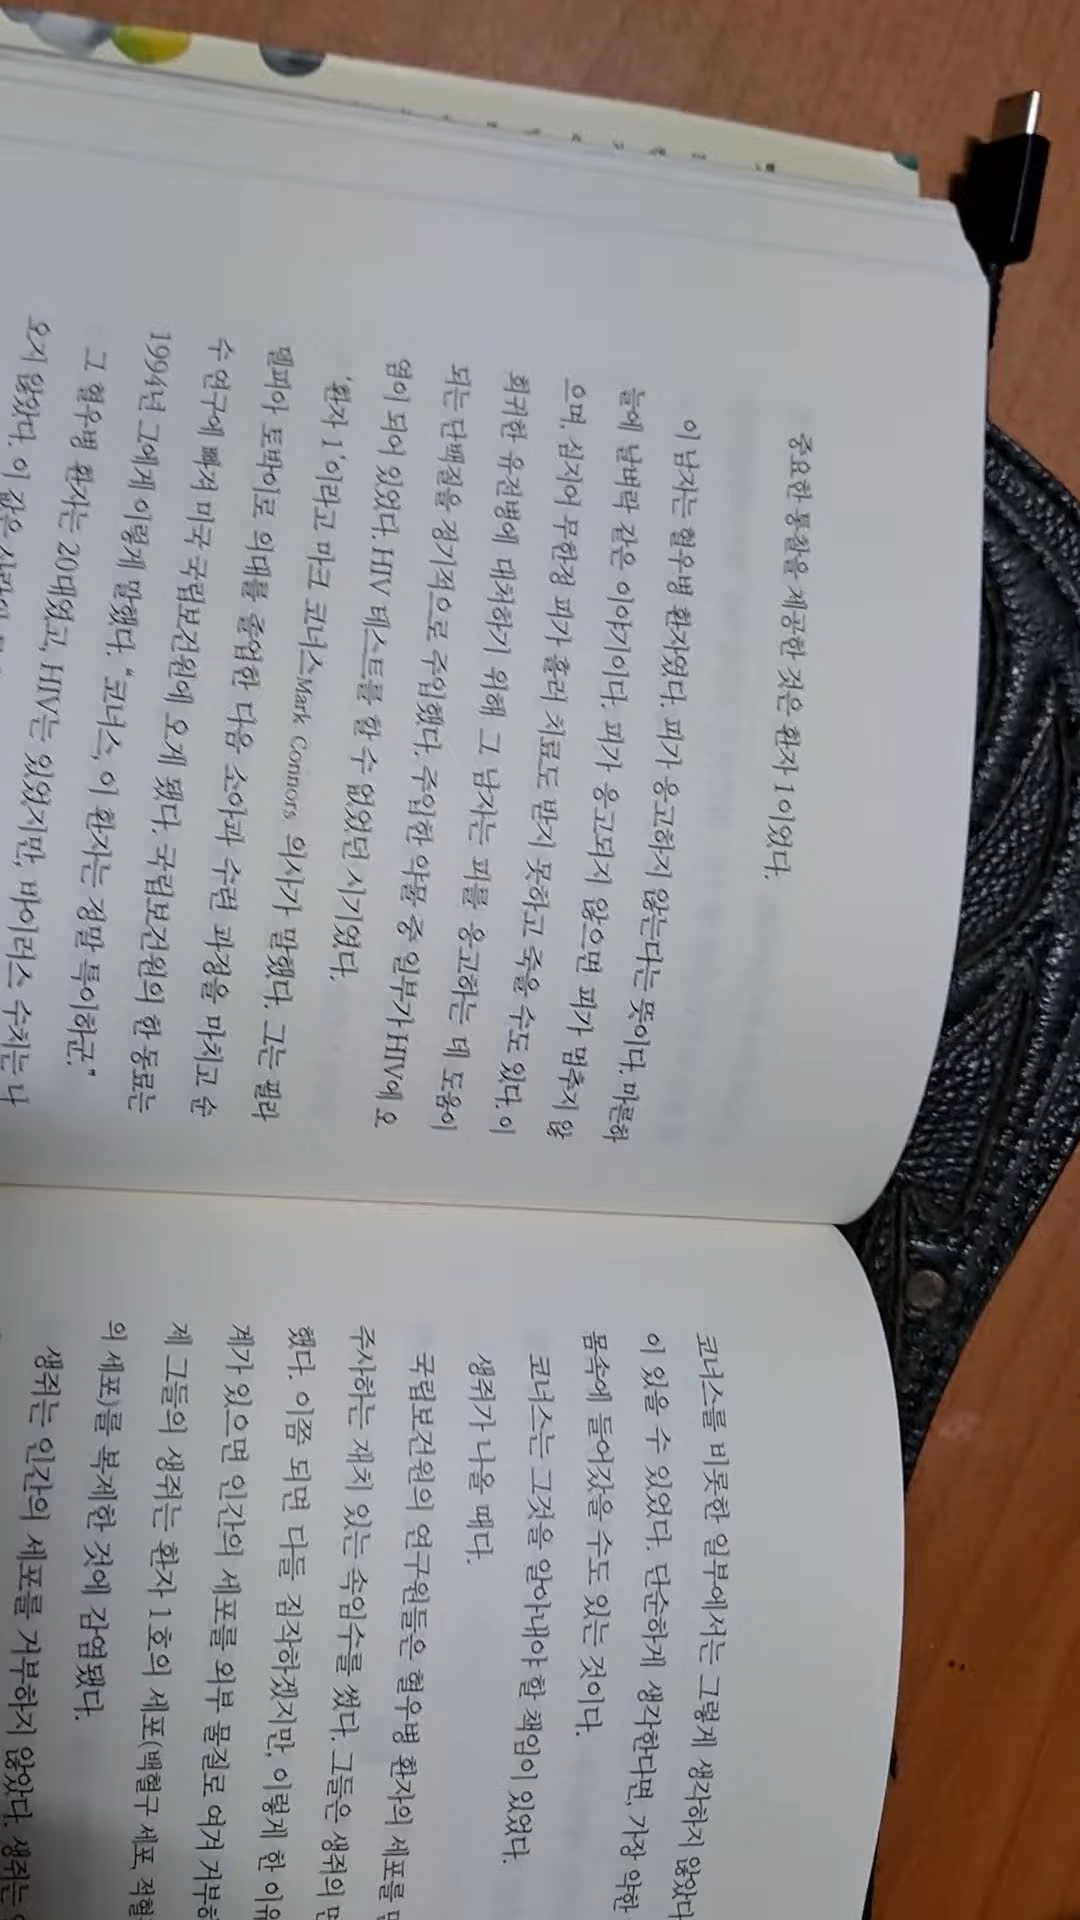 중요한 통찰을 제공한 것은 환자 1이었다.
이 남자는 혈우병 환자였다. 피가 응고하지 않는다는 뜻이다. 마른하
늘에 날벼락 같은 이야기이다. 피가 응고되지 않으면 피가 멈추지 않
으며, 심지어 무한정 피가 흘러 치료도 받지 못하고 죽을 수도 있다. 이
희귀한 유전병에 대처하기 위해 그 남자는 피를 응고하는 데 도움이
되는 단백질을 정기적으로 주입했다. 주입한 약물 중 일부가 HIV에 오
염이 되어 있었다. HIV 테스트를 할 수 없었던 시기였다.
'환자 1'이라고 마크 코너스Mark Connors 의사가 말했다. 그는 필라
델피아 토박이로 의대를 졸업한 다음 소아과 수련 과정을 마치고 순
수 연구에 빠져 미국 국립보건원에 오게 됐다. 국립보건원의 한 동료는
1994년 그에게 이렇게 말했다. "코너스, 이 환자는 정말 특이하군."
그 혈우병 환자는 20대였고, HIV는 있었지만, 바이러스 수치는 나
오지 않았다. 이 젊은
코너스를 비롯한 일부에서는 그렇게 생각하지 않았다
이 있을 수 있었다. 단순하게 생각한다면, 가장 약한
몸속에 들어갔을 수도 있는 것이다.
코너스는 그것을 알아내야 할 책임이 있었다.
생쥐가 나올 때다.
국립보건원의 연구원들은 혈우병 환자의 세포를
주사하는 재치 있는 속임수를 썼다. 그들은 생쥐의
했다. 이쯤 되면 다들 짐작하겠지만, 이렇게 한 이유
계가 있으면 인간의 세포를 외부 물질로 여겨 거부하
제 그들의 생쥐는 환자 1호의 세포(백혈구 세포, 적혈
의 세포)를 복제한 것에 감염됐다.
생쥐는 인간의 세포를 거부하지 않았다. 생쥐는